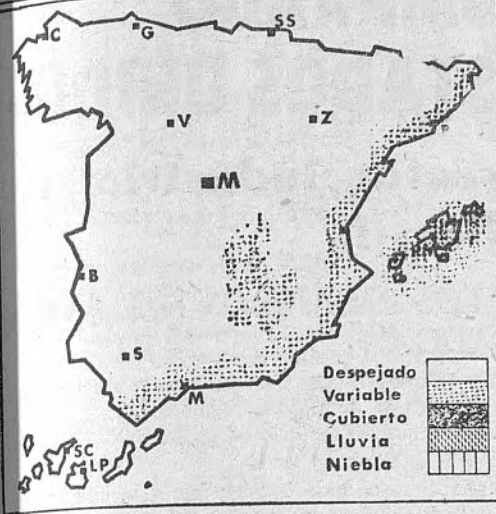 C
G
SS
V
Z
M
B
S
M
SC
LP
Despejado
Variable
Cubierto
Lluvia
Niebla